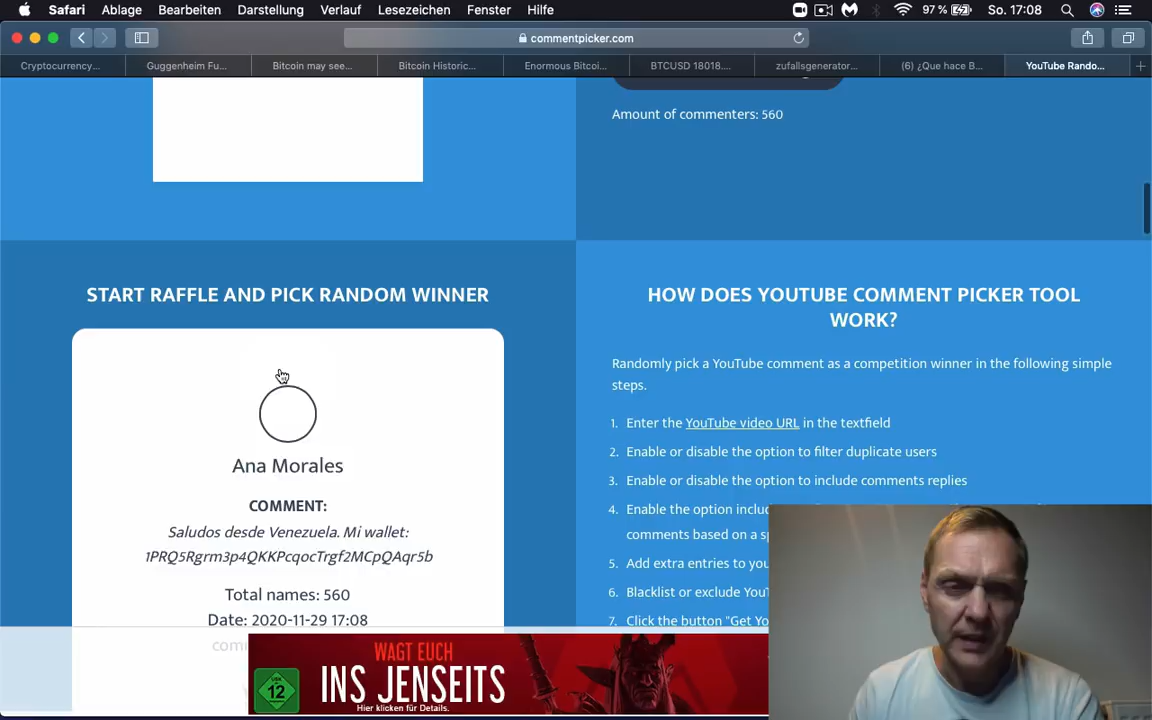 Safari Ablage Bearbeiten Darstellung Verlauf Lesezeichen Fenster Hilfe 97 % So. 17:08
commentpicker.com
Cryptocurrency... Guggenheim Fu... Bitcoin may see... Bitcoin Historic... Enormous Bitcoi... BTCUSD 18018.... zufallsgenerator... (6) ¿Que hace B... YouTube Rando...
Amount of commenters: 560
START RAFFLE AND PICK RANDOM WINNER
Ana Morales
COMMENT:
Saludos desde Venezuela. Mi wallet:
1PRQ5Rgrm3p4QKKPcqocTrgf2MCpQAqr5b
Total names: 560
Date: 2020-11-29 17:08
HOW DOES YOUTUBE COMMENT PICKER TOOL
WORK?
Randomly pick a YouTube comment as a competition winner in the following simple
steps.
1. Enter the YouTube video URL in the textfield
2. Enable or disable the option to filter duplicate users
3. Enable or disable the option to include comments replies
4. Enable the option includ
comments based on a sp
5. Add extra entries to you
6. Blacklist or exclude YouT
7. Click the button "Get Yo
WAGT EUCH
INS JENSEITS
Hier klicken für Details.
12